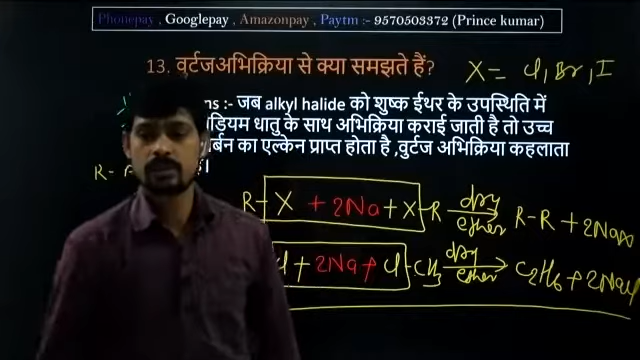 Phonepay, Googlepay, Amazonpay, Paytm :- 9570503372 (Prince kumar)
13. वुर्टजअभिक्रिया से क्या समझते हैं?
X = Cl, Br, I
ns :- जब alkyl halide को शुष्क ईथर के उपस्थिति में
डियम धातु के साथ अभिक्रिया कराई जाती है तो उच्च
र्बन का एल्केन प्राप्त होता है ,वुर्टज अभिक्रिया कहलाता
R-
R-X + 2Na + X-R dry ether R-R + 2NaX
+ 2Na + Cl-CH3 dry ether C2H6 + 2NaCl